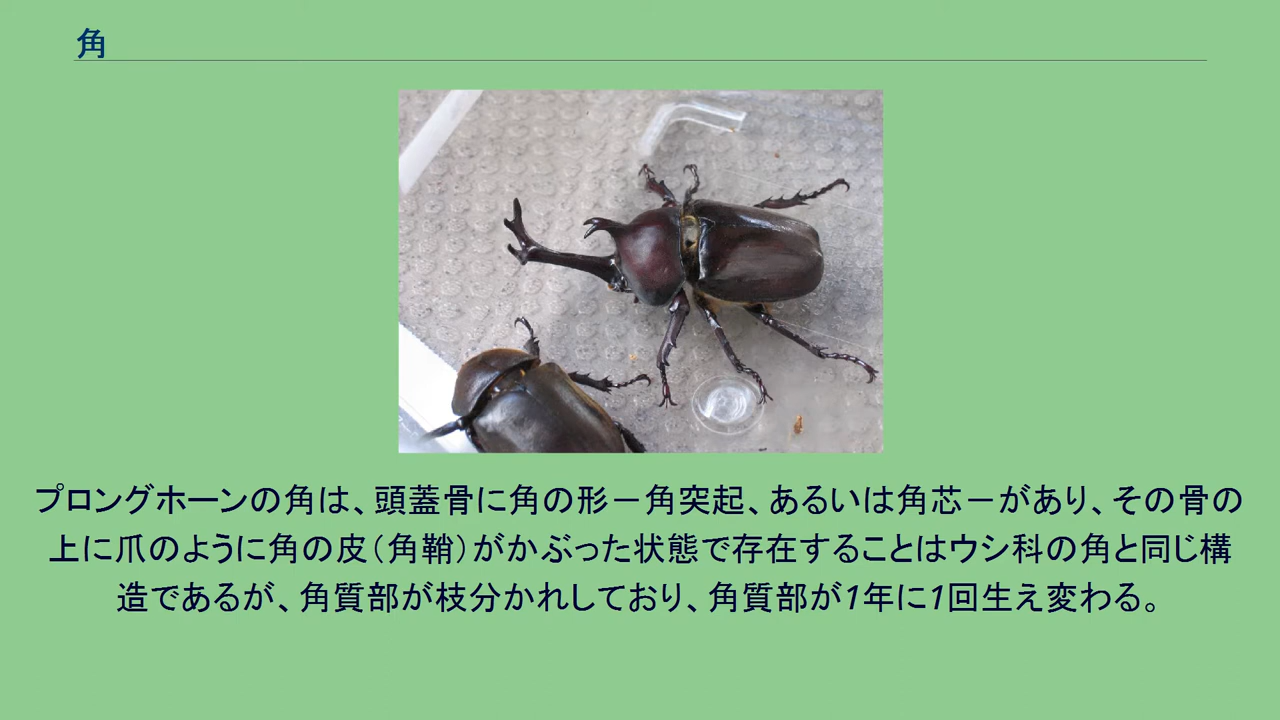 角
プロングホーンの角は、頭蓋骨に角の形－角突起、あるいは角芯－があり、その骨の
上に爪のように角の皮（角鞘）がかぶった状態で存在することはウシ科の角と同じ構
造であるが、角質部が枝分かれしており、角質部が1年に1回生え変わる。